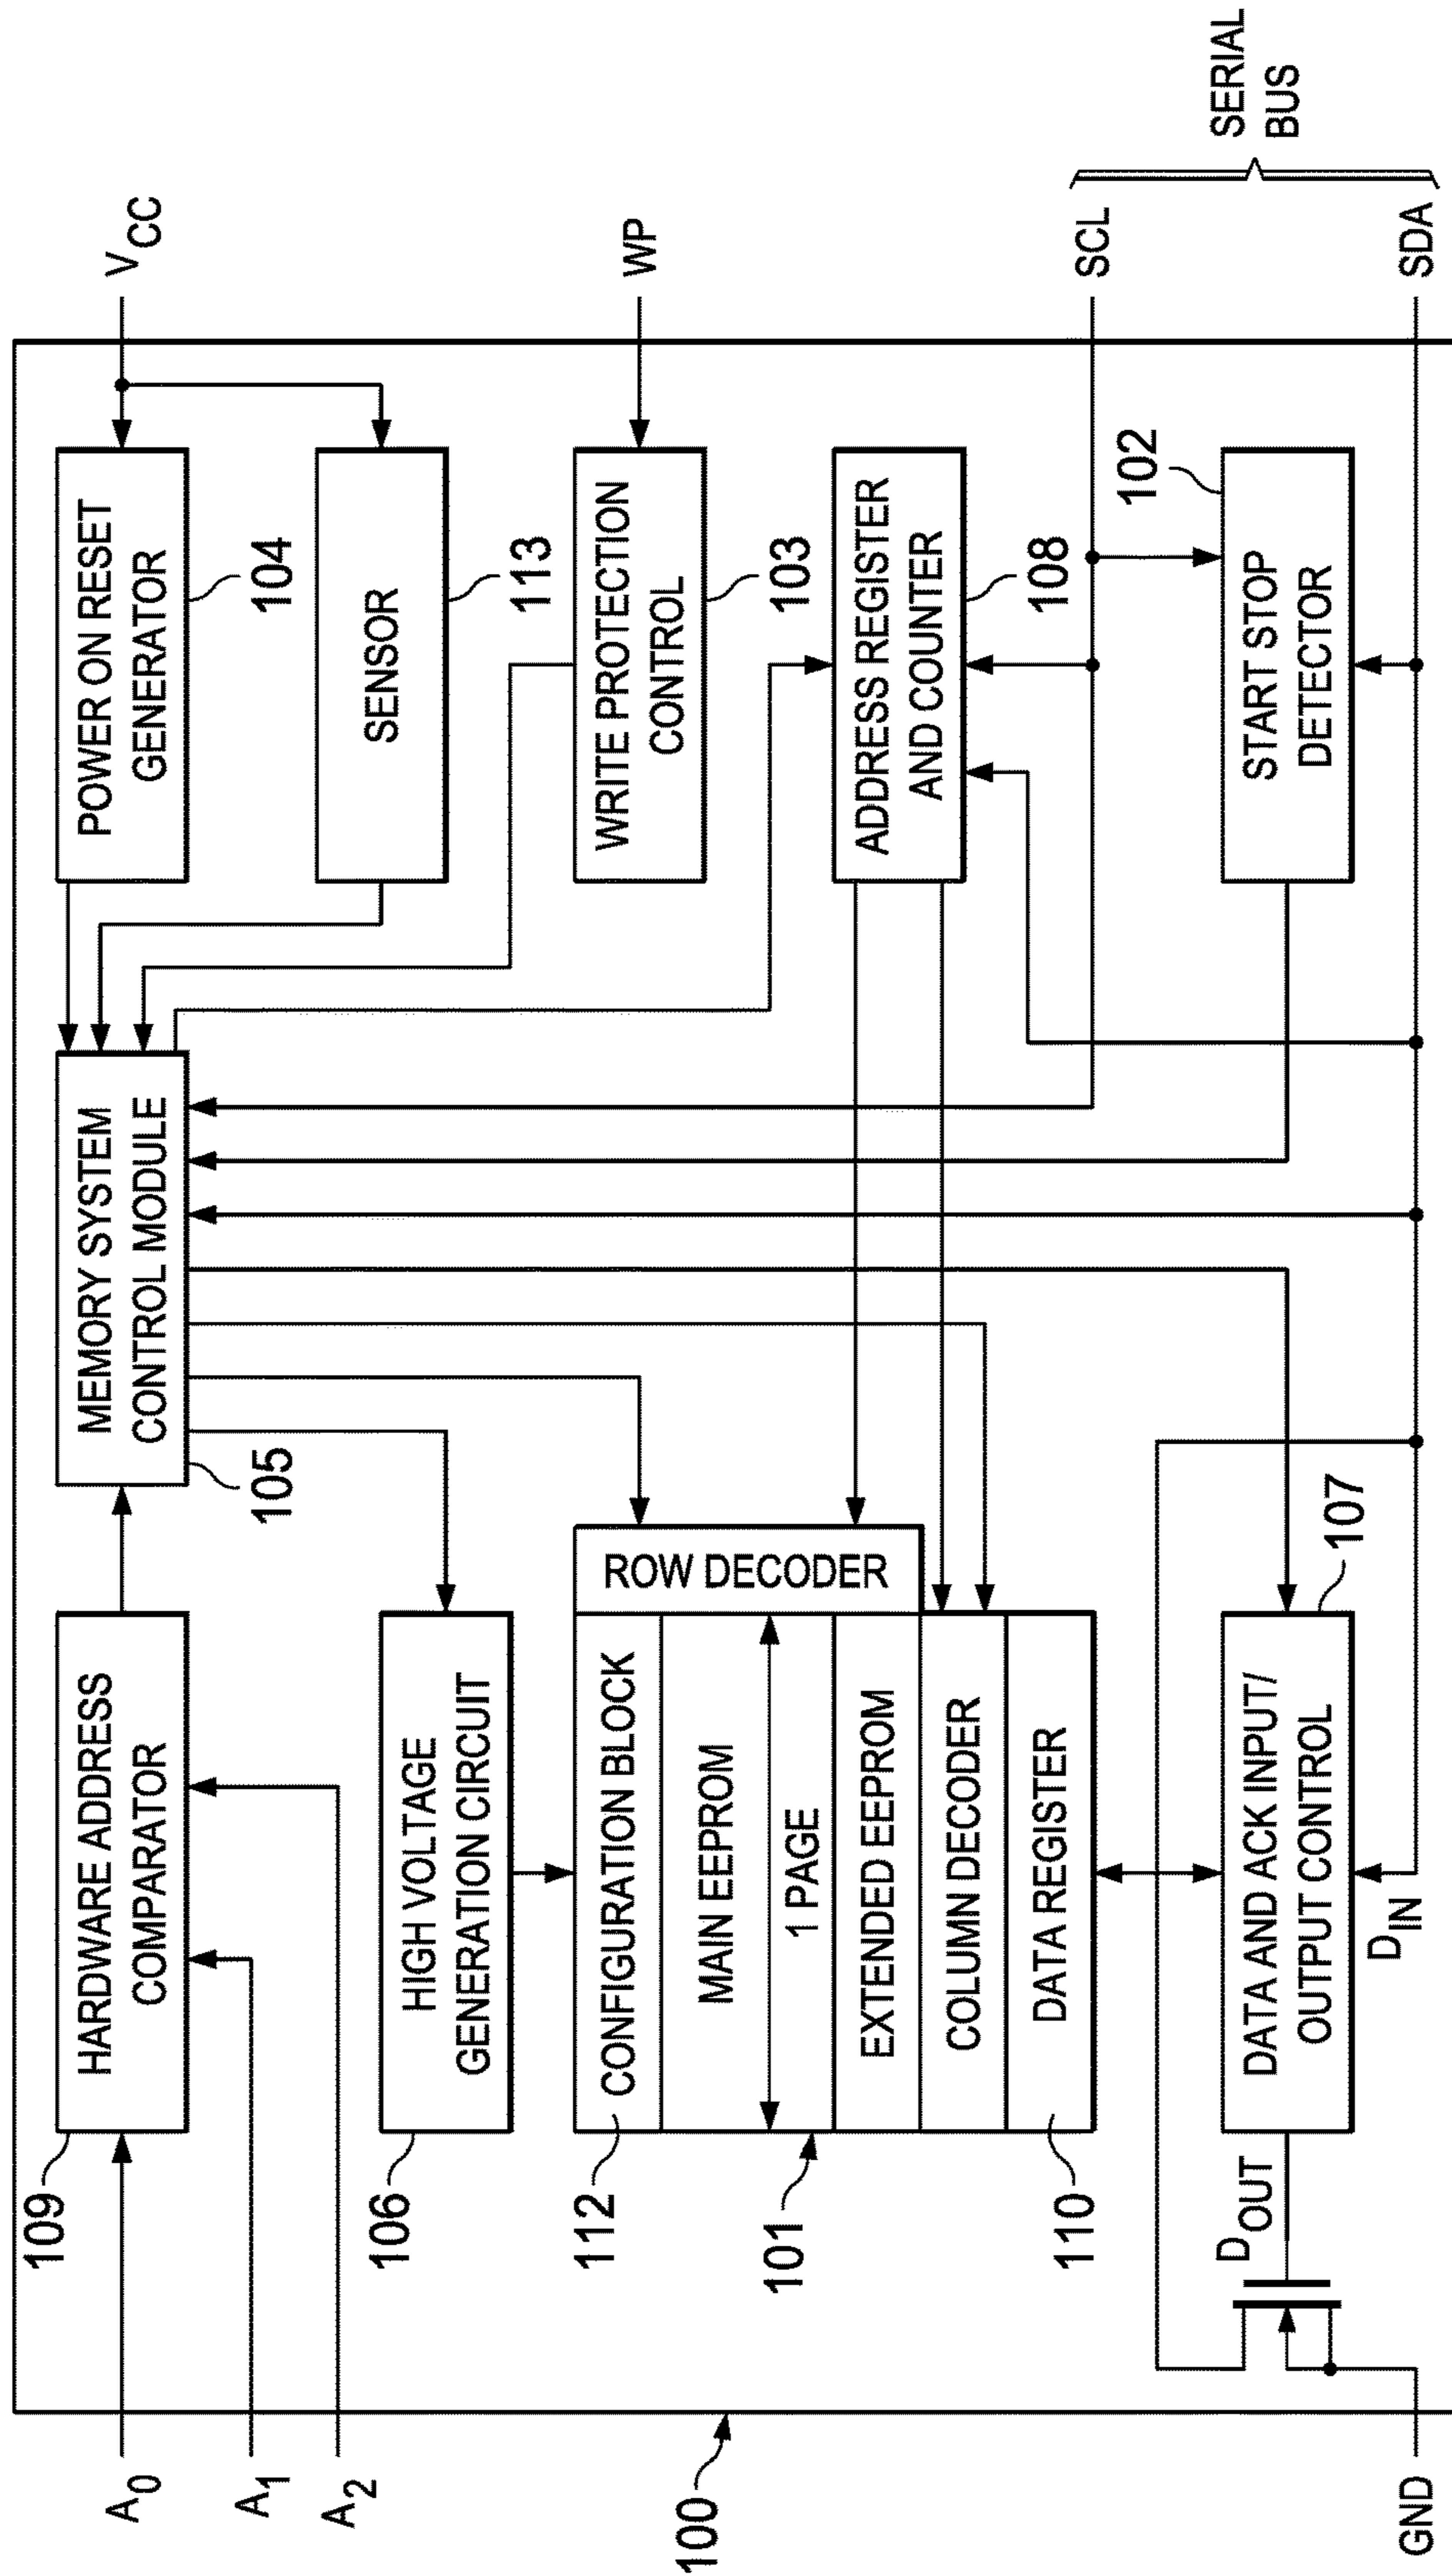 A0
A1
A2
100
GND
109
HARDWARE ADDRESS
COMPARATOR
106
HIGH VOLTAGE
GENERATION CIRCUIT
112
CONFIGURATION BLOCK
101
MAIN EEPROM
1 PAGE
EXTENDED EEPROM
COLUMN DECODER
110
DATA REGISTER
ROW DECODER
DOUT
DATA AND ACK INPUT/
OUTPUT CONTROL
107
DIN
MEMORY SYSTEM
CONTROL MODULE
105
POWER ON RESET
GENERATOR
104
SENSOR
113
WRITE PROTECTION
CONTROL
103
ADDRESS REGISTER
AND COUNTER
108
START STOP
DETECTOR
102
VCC
WP
SCL
SDA
SERIAL
BUS